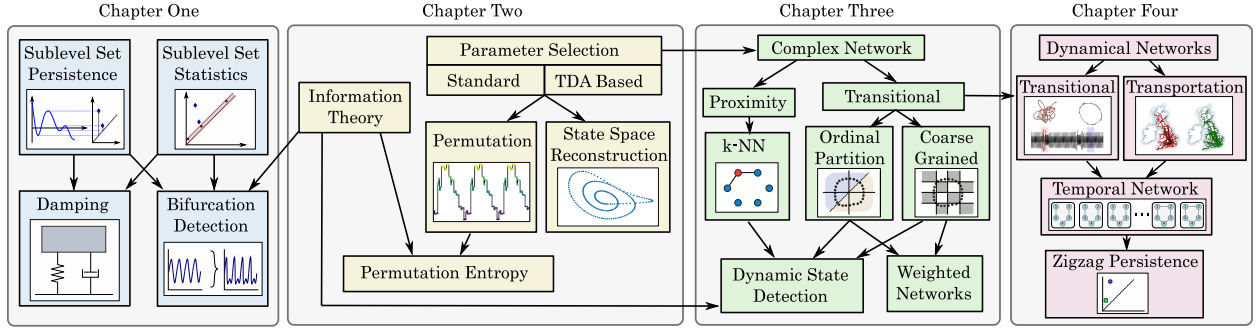 Chapter One
Sublevel Set
Persistence
Sublevel Set
Statistics
Damping
Bifurcation
Detection
Chapter Two
Parameter Selection
Standard
TDA Based
Information
Theory
Permutation
State Space
Reconstruction
Permutation Entropy
Chapter Three
Complex Network
Proximity
Transitional
k-NN
Ordinal
Partition
Coarse
Grained
Dynamic State
Detection
Weighted
Networks
Chapter Four
Dynamical Networks
Transitional
Transportation
Temporal Network
Zigzag Persistence